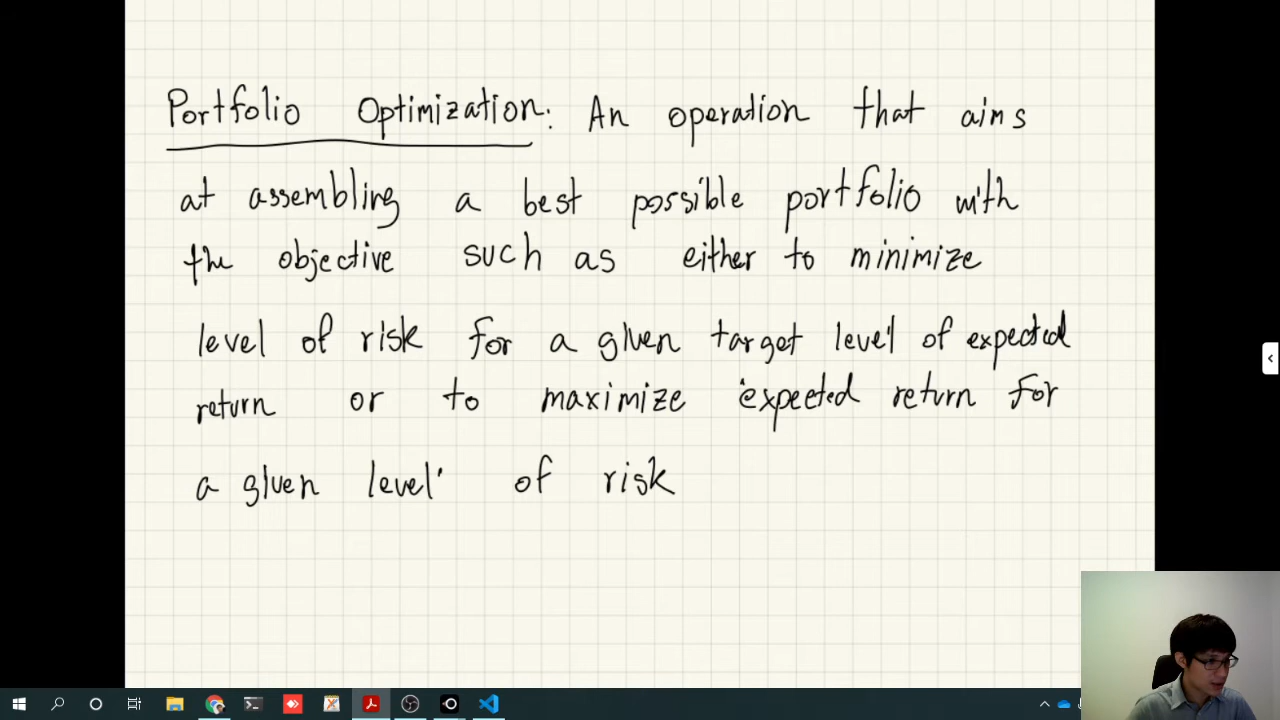 Portfolio Optimization: An operation that aims
at assembling a best possible portfolio with
the objective such as either to minimize
level of risk for a given target level of expected
return or to maximize expected return for
a given level of risk